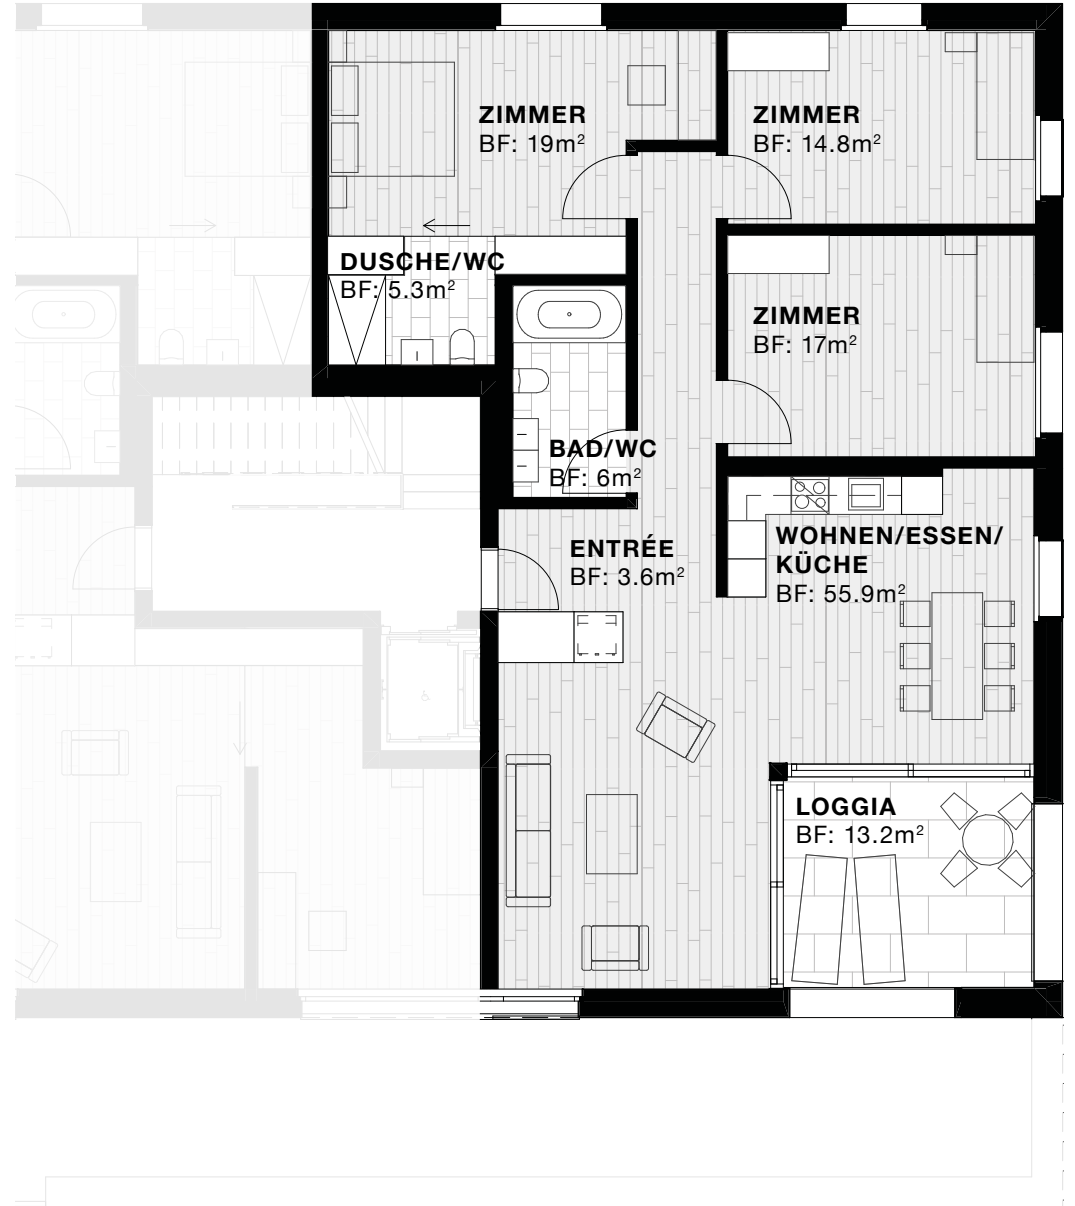 ZIMMER
BF: 19m²
ZIMMER
BF: 14.8m²
DUSCHE/WC
BF: 5.3m²
ZIMMER
BF: 17m²
BAD/WC
BF: 6m²
ENTRÉE
BF: 3.6m²
WOHNEN/ESSEN/
KÜCHE
BF: 55.9m²
LOGGIA
BF: 13.2m²